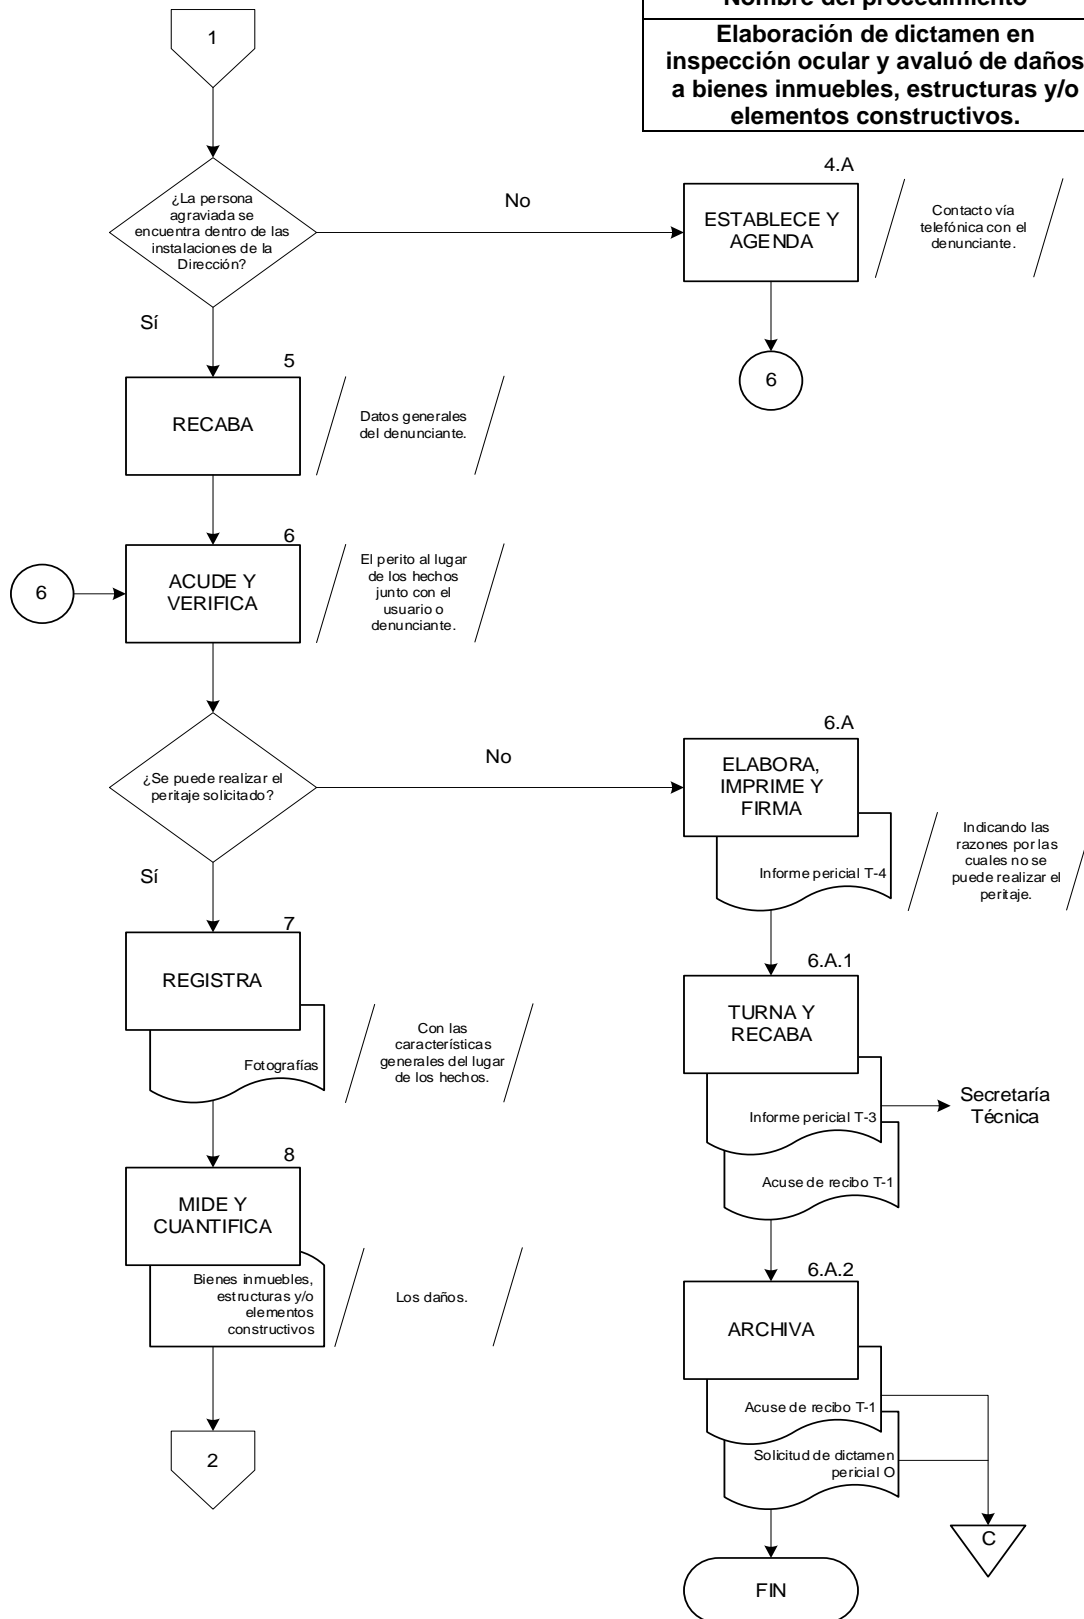 Nombre del procedimiento
Elaboración de dictamen en
inspección ocular y avaluó de daños
a bienes inmuebles, estructuras y/o
elementos constructivos.
1
¿La persona
agraviada se
encuentra dentro de las
instalaciones de la
Dirección?
No
4.A
ESTABLECE Y
AGENDA
Contacto vía
telefónica con el
denunciante.
6
Sí
5
RECABA
Datos generales
del denunciante.
6
6
ACUDE Y
VERIFICA
El perito al lugar
de los hechos
junto con el
usuario o
denunciante.
¿Se puede realizar el
peritaje solicitado?
No
6.A
ELABORA,
IMPRIME Y
FIRMA
Informe pericial T-4
Indicando las
razones por las
cuales no se
puede realizar el
peritaje.
Sí
7
REGISTRA
Fotografías
Con las
características
generales del lugar
de los hechos.
6.A.1
TURNA Y
RECABA
Informe pericial T-3
Acuse de recibo T-1
Secretaría
Técnica
8
MIDE Y
CUANTIFICA
Bienes inmuebles,
estructuras y/o
elementos
constructivos
Los daños.
2
6.A.2
ARCHIVA
Acuse de recibo T-1
Solicitud de dictamen
pericial O
C
FIN